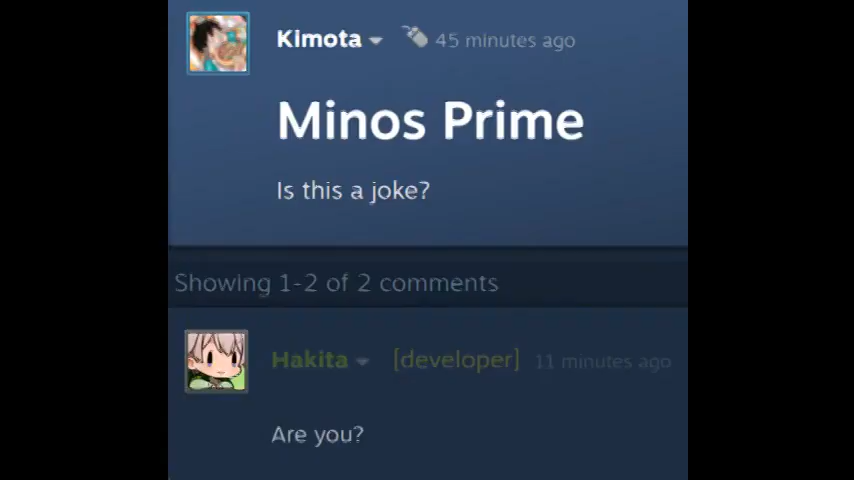 Kimota 45 minutes ago
Minos Prime
Is this a joke?
Showing 1-2 of 2 comments
Hakita [developer] 11 minutes ago
Are you?